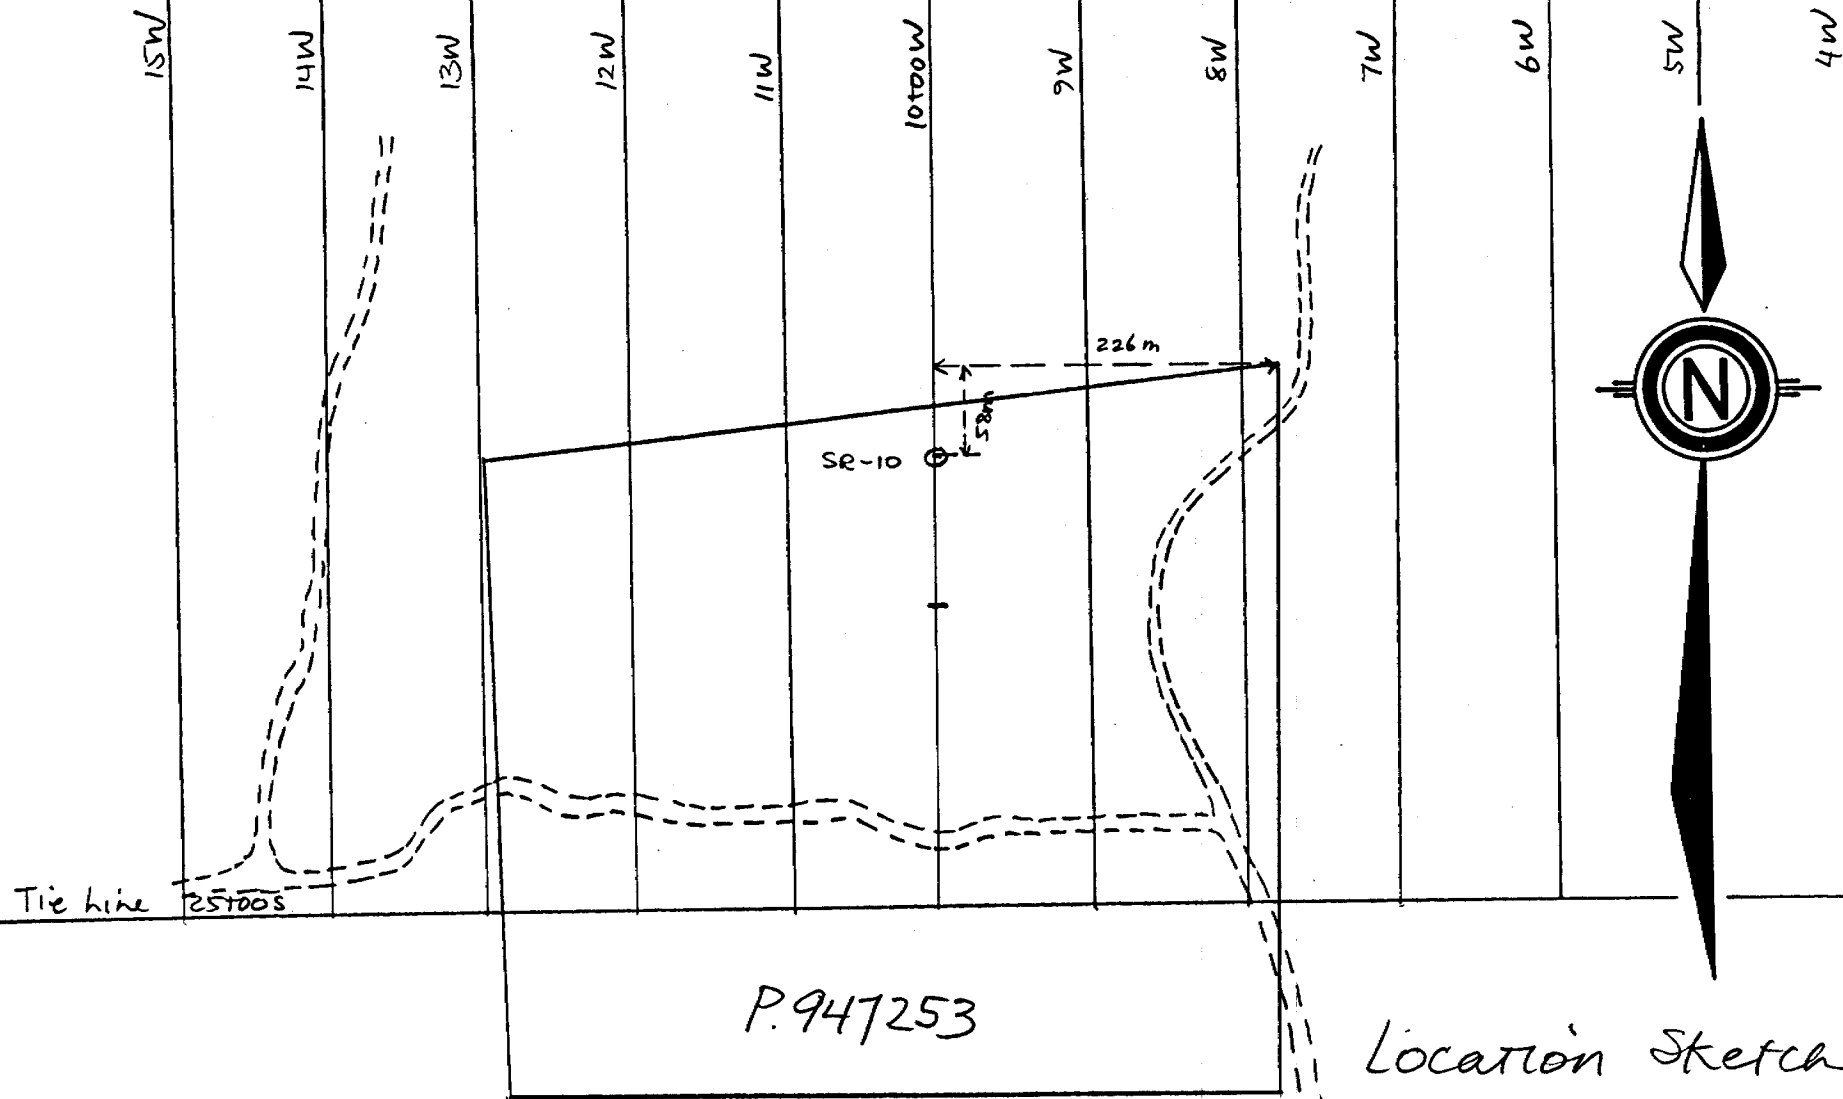 15W
14W
13W
12W
11W
10+00W
9W
8W
7W
6W
5W
4W
226m
58m
N
SR-10
Tie Line 25+00S
P.947253
Location Sketch